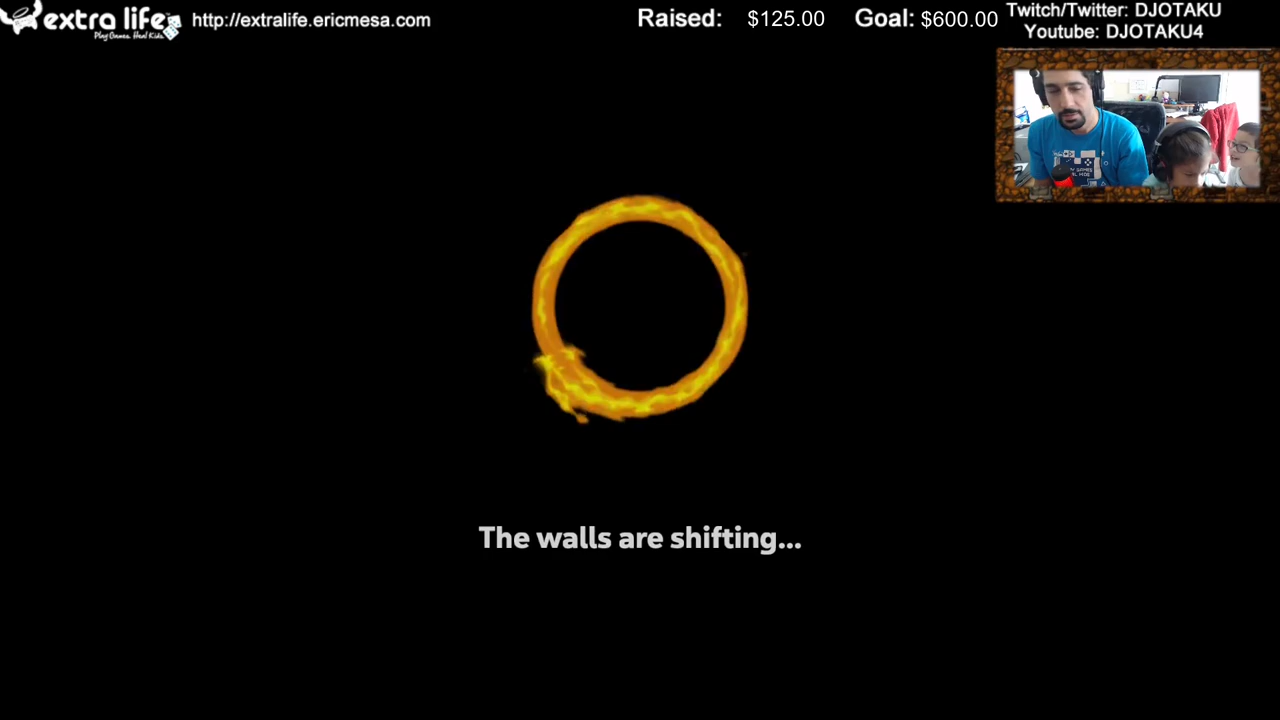 extra life
Play Games. Heal Kids.
http://extralife.ericmesa.com
Raised: $125.00 Goal: $600.00
Twitch/Twitter: DJOTAKU
Youtube: DJOTAKU4
The walls are shifting...